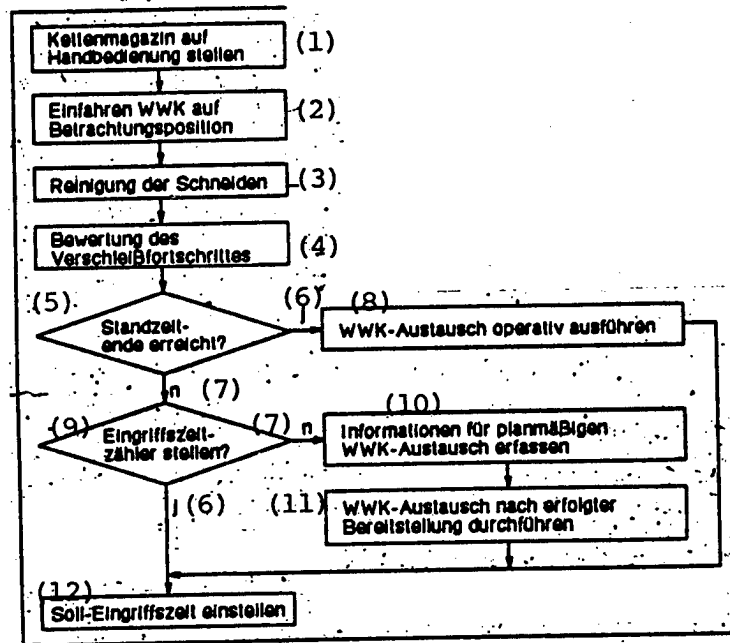 Kettenmagazin auf
Handbedienung stellen
(1)
Einfahren WWK auf
Betrachtungsposition
(2)
Reinigung der Schneiden
(3)
Bewertung des
Verschleißfortschrittes
(4)
(5)
Standzeit-
ende erreicht?
(6)
j
(8)
WWK-Austausch operativ ausführen
n
(7)
(9)
Eingriffszeit-
zähler stellen?
(7)
n
(10)
Informationen für planmäßigen
WWK-Austausch erfassen
j
(6)
(11)
WWK-Austausch nach erfolgter
Bereitstellung durchführen
(12)
Soll-Eingriffszeit einstellen